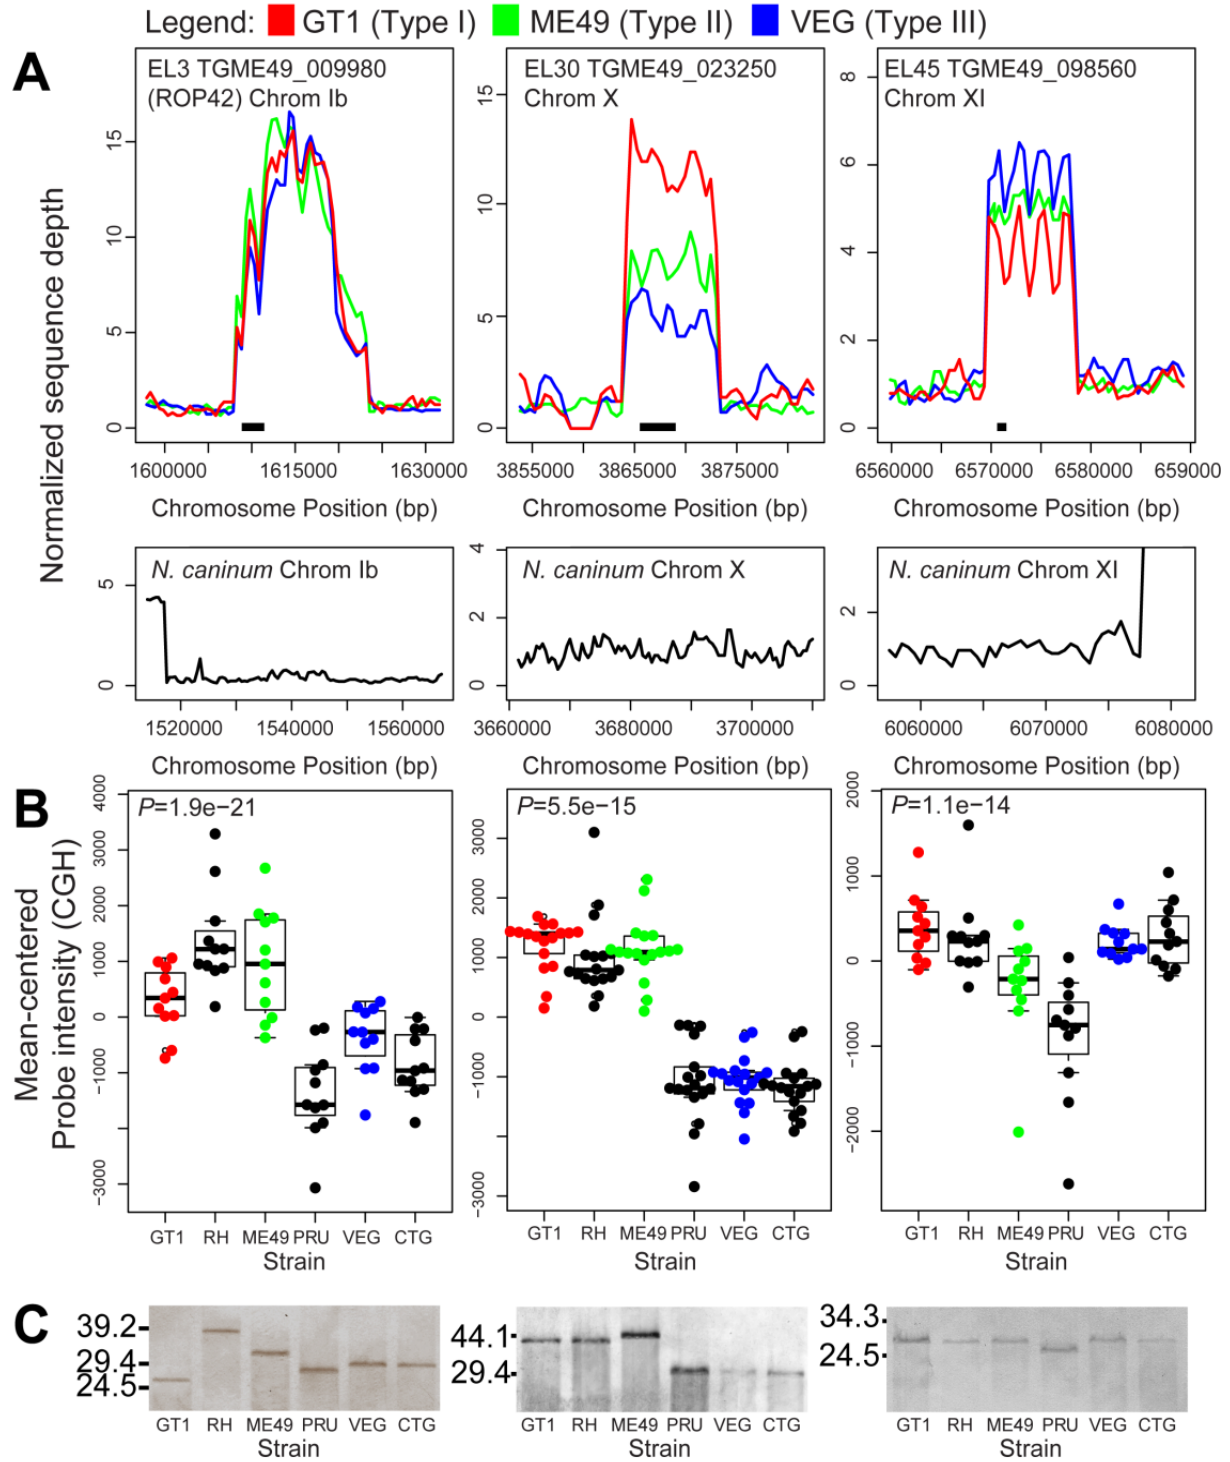 Legend: GT1 (Type I) ME49 (Type II) VEG (Type III)
A
Normalized sequence depth
EL3 TGME49_009980
(ROP42) Chrom Ib
15
10
5
0
1600000 1615000 1630000
Chromosome Position (bp)
EL30 TGME49_023250
Chrom X
15
10
5
0
3855000 3865000 3875000
Chromosome Position (bp)
EL45 TGME49_098560
Chrom XI
8
6
4
2
0
6560000 6570000 6580000 659000
Chromosome Position (bp)
N. caninum Chrom Ib
5
0
1520000 1540000 1560000
Chromosome Position (bp)
N. caninum Chrom X
4
2
0
3660000 3680000 3700000
Chromosome Position (bp)
N. caninum Chrom XI
2
0
6060000 6070000 6080000
Chromosome Position (bp)
B
Mean-centered
Probe intensity (CGH)
P=1.9e−21
4000
3000
2000
1000
0
−1000
−3000
GT1 RH ME49 PRU VEG CTG
Strain
P=5.5e−15
3000
2000
1000
0
−1000
−3000
GT1 RH ME49 PRU VEG CTG
Strain
P=1.1e−14
2000
1000
0
−1000
−2000
GT1 RH ME49 PRU VEG CTG
Strain
C
39.2
29.4
24.5
GT1 RH ME49 PRU VEG CTG
Strain
44.1
29.4
GT1 RH ME49 PRU VEG CTG
Strain
34.3
24.5
GT1 RH ME49 PRU VEG CTG
Strain